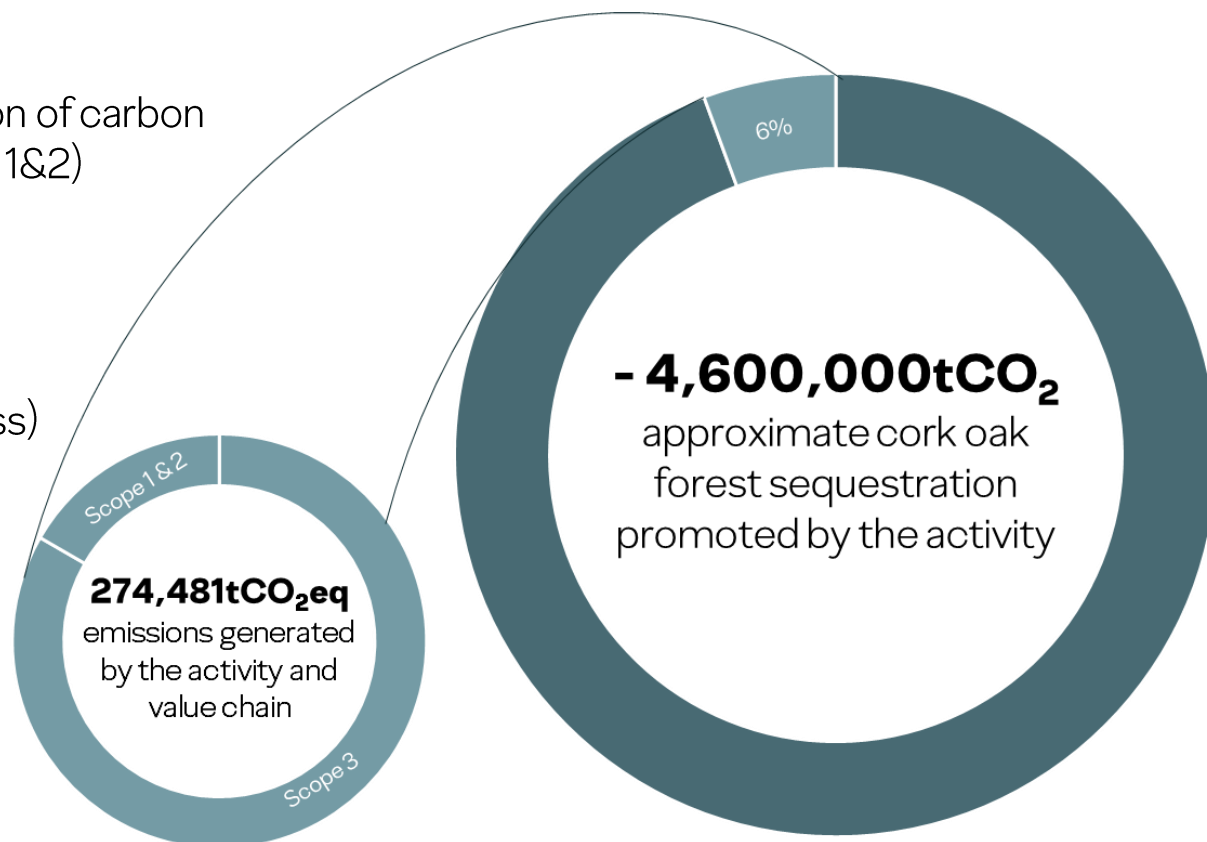 on of carbon
1&2)
ss)
6%
- 4,600,000tCO₂
approximate cork oak
forest sequestration
promoted by the activity
Scope 1 & 2
274,481tCO₂eq
emissions generated
by the activity and
value chain
Scope 3